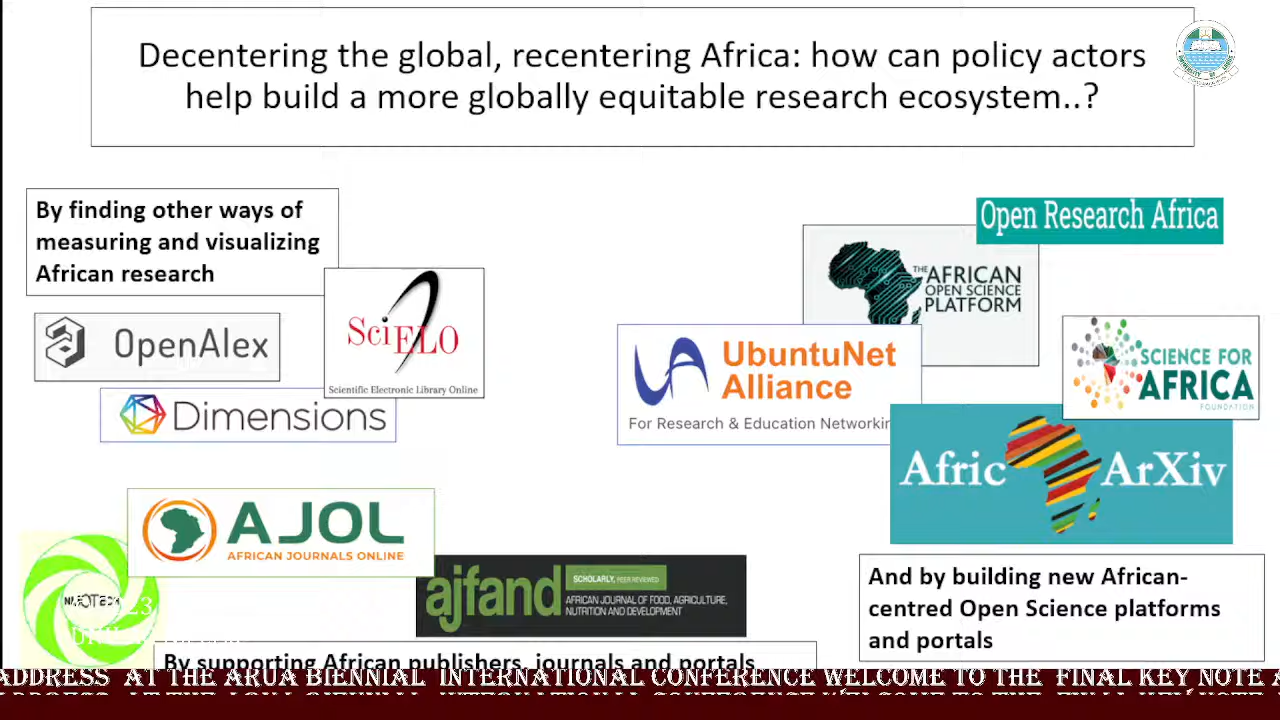 Decentering the global, recentering Africa: how can policy actors
help build a more globally equitable research ecosystem..?
By finding other ways of
measuring and visualizing
African research
OpenAlex
SciELO
Scientific Electronic Library Online
Dimensions
Open Research Africa
THE AFRICAN
OPEN SCIENCE
PLATFORM
UbuntuNet
Alliance
For Research & Education Networkin
SCIENCE FOR
AFRICA
FOUNDATION
Afric ArXiv
AJOL
AFRICAN JOURNALS ONLINE
ajfand
SCHOLARLY, PEER REVIEWED
AFRICAN JOURNAL OF FOOD, AGRICULTURE,
NUTRITION AND DEVELOPMENT
And by building new African-
centred Open Science platforms
and portals
By supporting African publishers, journals and portals
ADDRESS AT THE ARUA BIENNIAL INTERNATIONAL CONFERENCE WELCOME TO THE FINAL KEY NOTE A